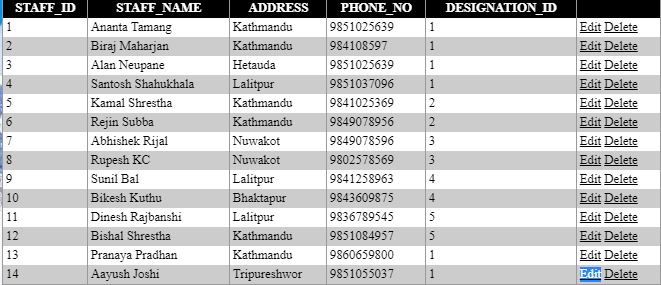 STAFF_ID STAFF_NAME ADDRESS PHONE_NO DESIGNATION_ID
1 Ananta Tamang Kathmandu 9851025639 1 Edit Delete
2 Biraj Maharjan Kathmandu 984108597 1 Edit Delete
3 Alan Neupane Hetauda 9851025639 1 Edit Delete
4 Santosh Shahukhala Lalitpur 9851037096 1 Edit Delete
5 Kamal Shrestha Kathmandu 9841025369 2 Edit Delete
6 Rejin Subba Kathmandu 9849078956 2 Edit Delete
7 Abhishek Rijal Nuwakot 9849078596 3 Edit Delete
8 Rupesh KC Nuwakot 9802578569 3 Edit Delete
9 Sunil Bal Lalitpur 9841258963 4 Edit Delete
10 Bikesh Kuthu Bhaktapur 9843609875 4 Edit Delete
11 Dinesh Rajbanshi Lalitpur 9836789545 5 Edit Delete
12 Bishal Shrestha Kathmandu 9851084957 5 Edit Delete
13 Pranaya Pradhan Kathmandu 9860659800 1 Edit Delete
14 Aayush Joshi Tripureshwor 9851055037 1 Edit Delete